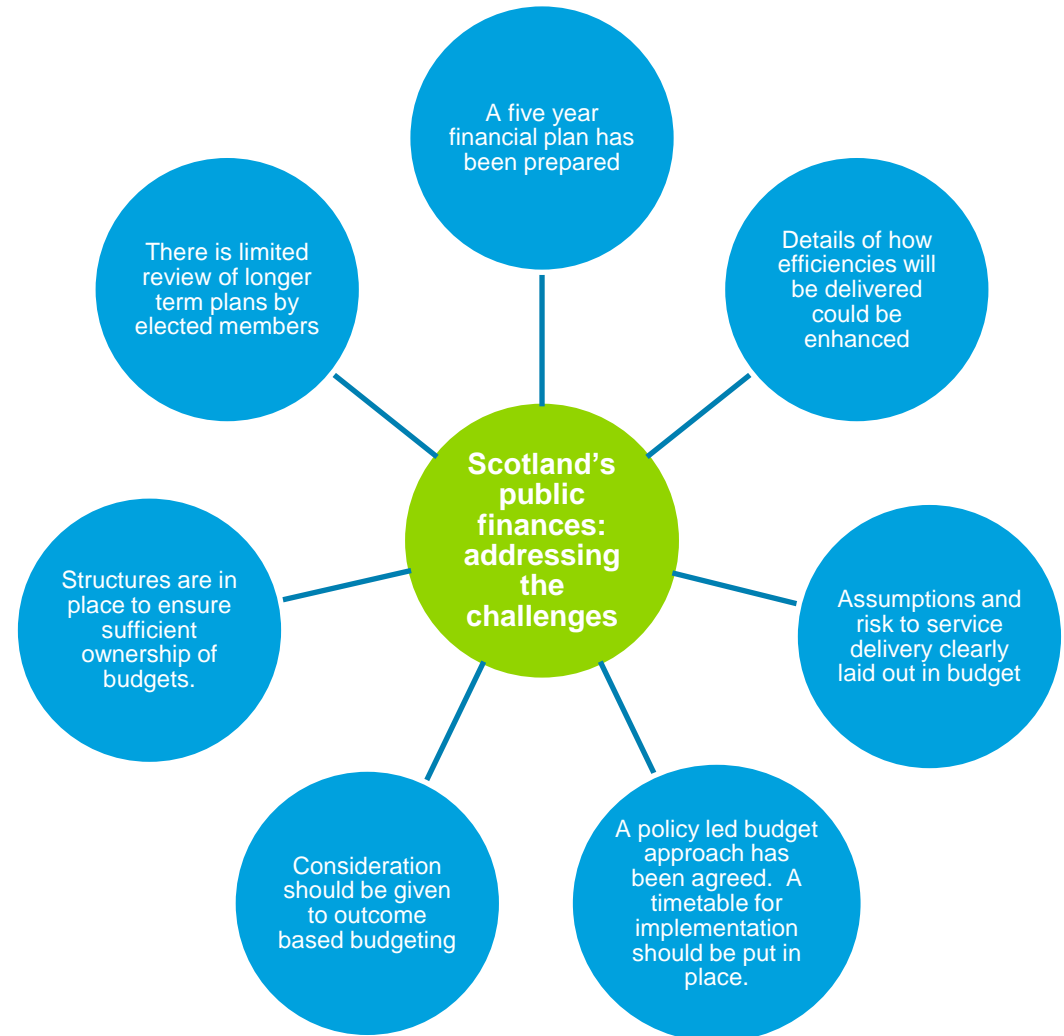 A five year
financial plan has
been prepared
Details of how
efficiencies will
be delivered
could be
enhanced
Assumptions and
risk to service
delivery clearly
laid out in budget
A policy led budget
approach has
been agreed.  A
timetable for
implementation
should be put in
place.
Consideration
should be given
to outcome
based budgeting
Structures are in
place to ensure
sufficient
ownership of
budgets.
There is limited
review of longer
term plans by
elected members
Scotland’s
public
finances:
addressing
the
challenges